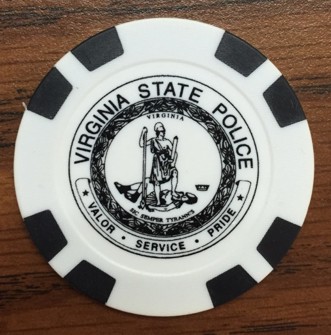 VIRGINIA STATE POLICE
VIRGINIA
SIC SEMPER TYRANNIS
★ VALOR • SERVICE • PRIDE ★